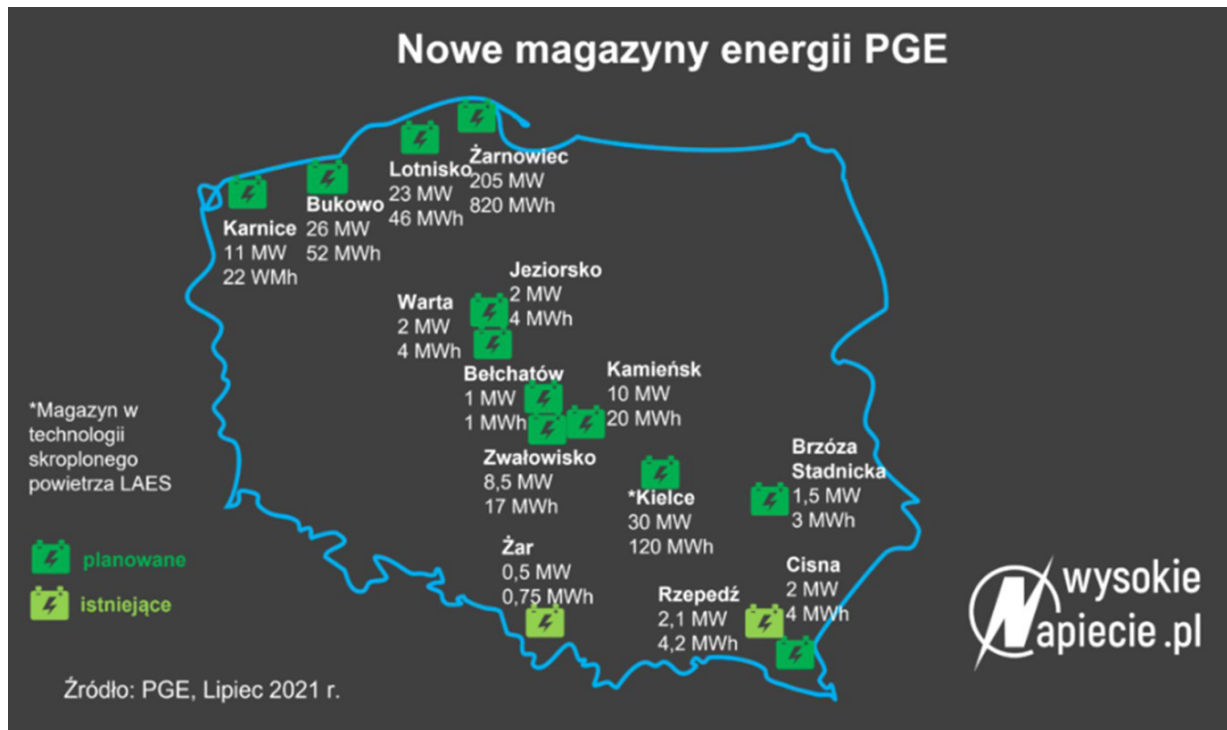 Nowe magazyny energii PGE
Żarnowiec
205 MW
820 MWh
Lotnisko
23 MW
46 MWh
Bukowo
26 MW
52 MWh
Karnice
11 MW
22 WMh
Jeziorsko
2 MW
4 MWh
Warta
2 MW
4 MWh
Bełchatów
1 MW
1 MWh
Kamieńsk
10 MW
20 MWh
Zwałowisko
8,5 MW
17 MWh
*Kielce
30 MW
120 MWh
Brzóza
Stadnicka
1,5 MW
3 MWh
Żar
0,5 MW
0,75 MWh
Rzepedź
2,1 MW
4,2 MWh
Cisna
2 MW
4 MWh
*Magazyn w
technologii
skroplonego
powietrza LAES
planowane
istniejące
wysokie
Napiecie.pl
Źródło: PGE, Lipiec 2021 r.